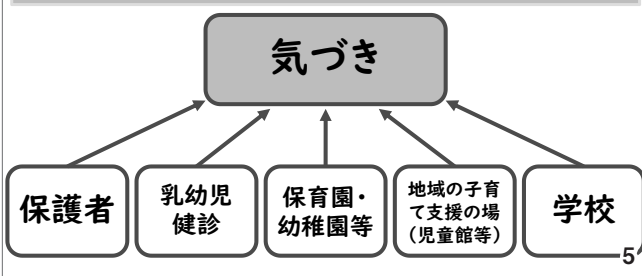 気づき
保護者
乳幼児
健診
保育園・
幼稚園等
地域の子育
て支援の場
(児童館等)
学校
5